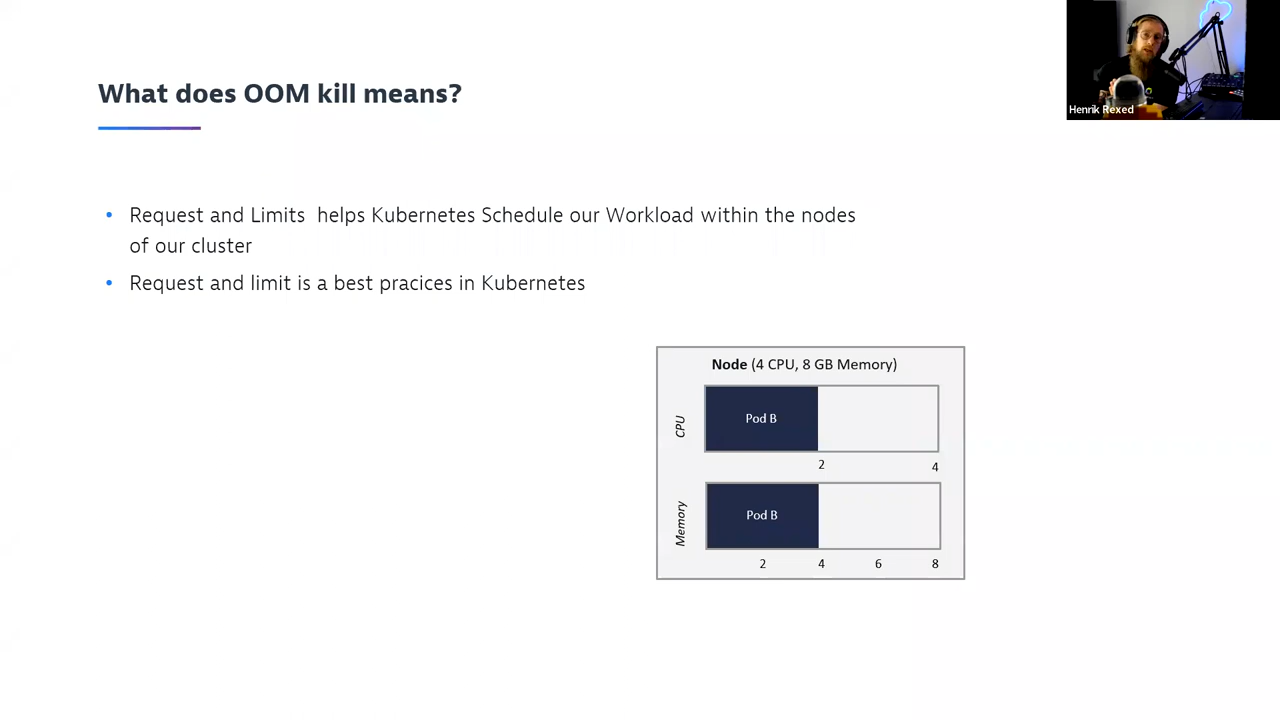 Henrik Rexed
What does OOM kill means?
• Request and Limits helps Kubernetes Schedule our Workload within the nodes
of our cluster
• Request and limit is a best pracices in Kubernetes
Node (4 CPU, 8 GB Memory)
CPU
Pod B
2 4
Memory
Pod B
2 4 6 8